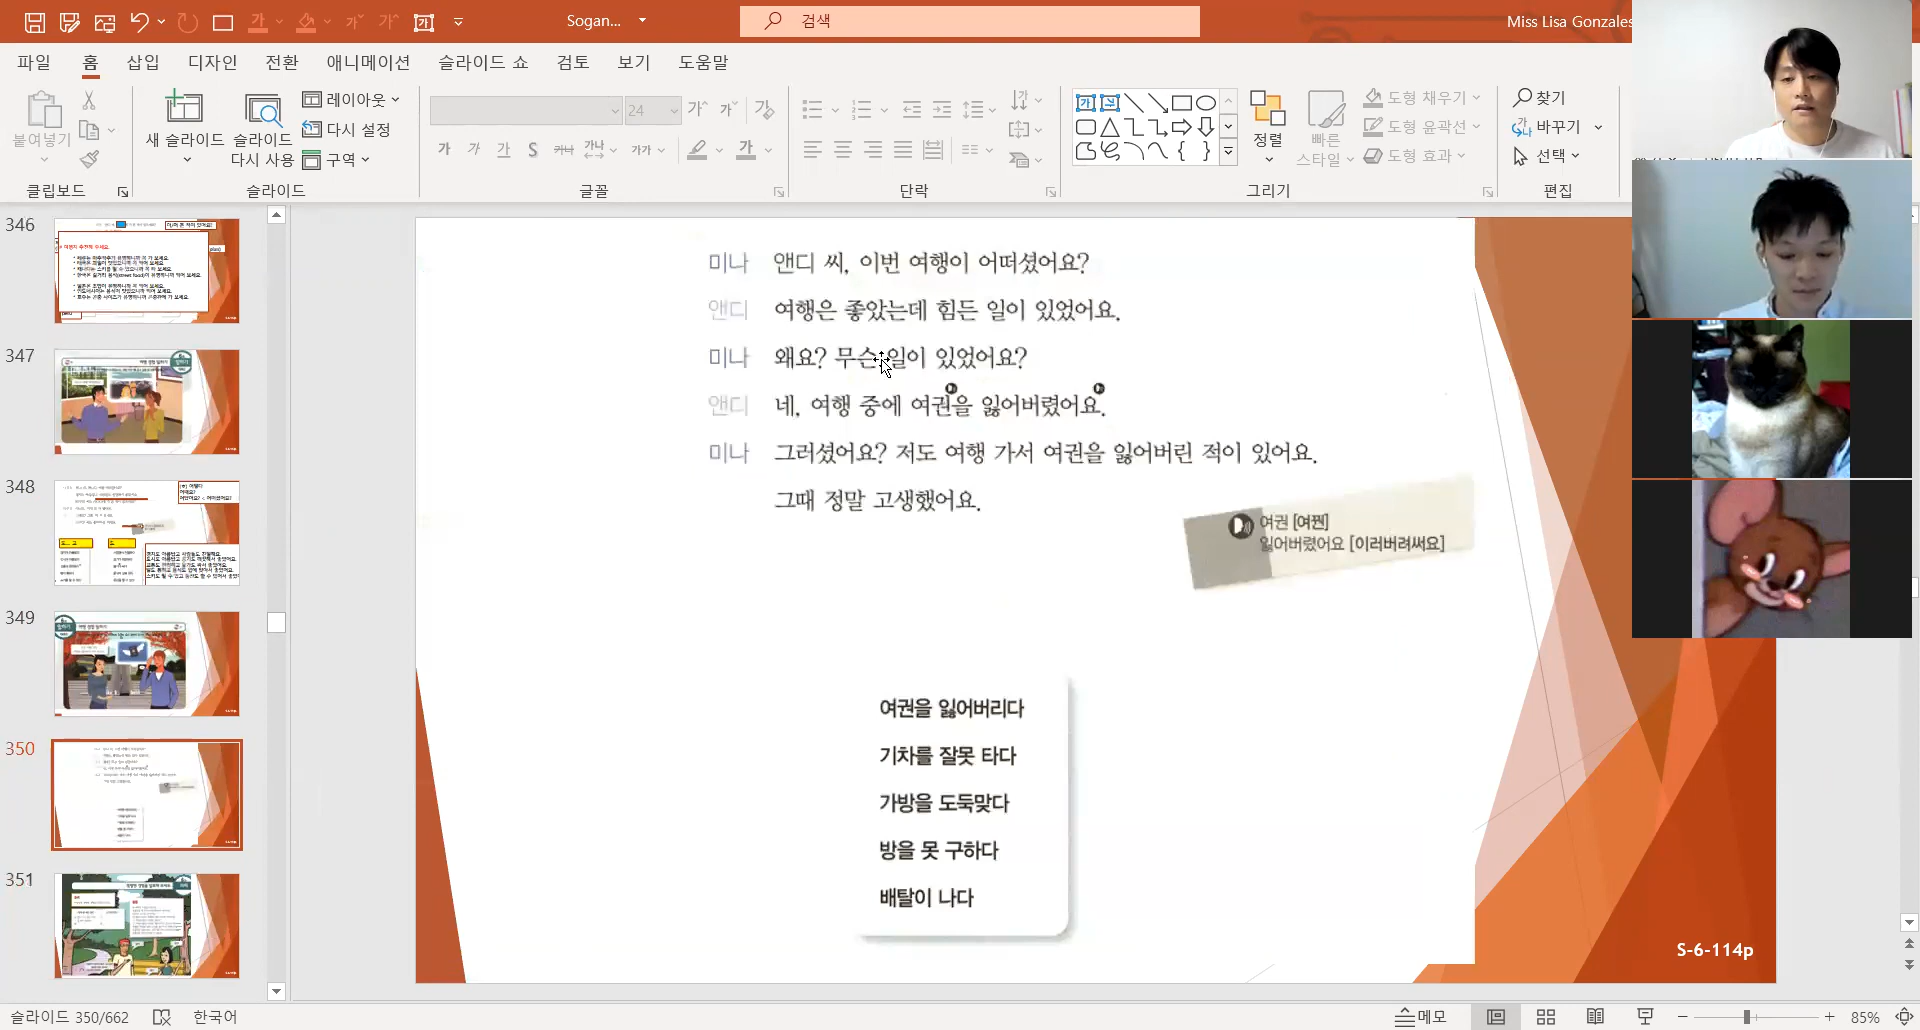 Sogan...
검색
Miss Lisa Gonzales
파일 홈 삽입 디자인 전환 애니메이션 슬라이드 쇼 검토 보기 도움말
붙여넣기
클립보드
새 슬라이드
슬라이드 다시 사용
레이아웃
다시 설정
구역
슬라이드
24
글꼴
단락
정렬
빠른 스타일
도형 채우기
도형 윤곽선
도형 효과
그리기
찾기
바꾸기
선택
편집
346
347
348
349
350
351
미나 앤디 씨, 이번 여행이 어떠셨어요?
앤디 여행은 좋았는데 힘든 일이 있었어요.
미나 왜요? 무슨 일이 있었어요?
앤디 네, 여행 중에 여권을 잃어버렸어요.
미나 그러셨어요? 저도 여행 가서 여권을 잃어버린 적이 있어요.
그때 정말 고생했어요.
여권 [여꿘]
잃어버렸어요 [이러버려써요]
여권을 잃어버리다
기차를 잘못 타다
가방을 도둑맞다
방을 못 구하다
배탈이 나다
S-6-114p
슬라이드 350/662
한국어
메모
85%